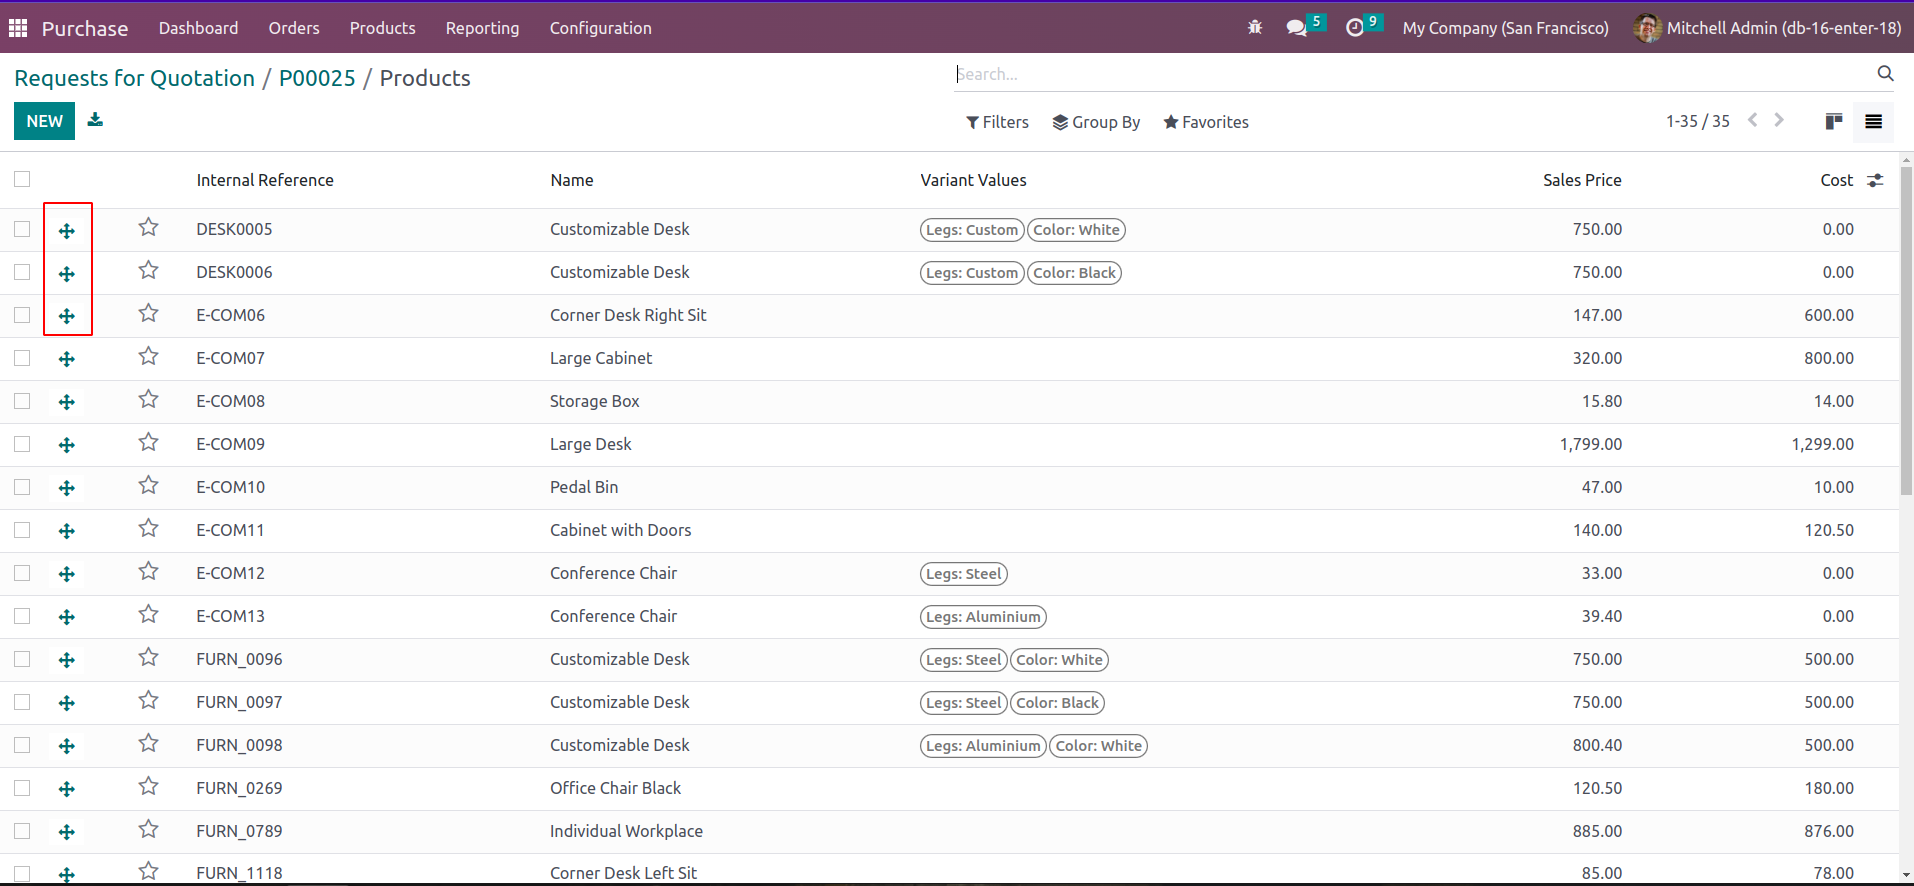 Purchase Dashboard Orders Products Reporting Configuration 5 9 My Company (San Francisco) Mitchell Admin (db-16-enter-18)
Requests for Quotation / P00025 / Products
Search...
NEW
Filters Group By Favorites 1-35 / 35
Internal Reference Name Variant Values Sales Price Cost
DESK0005 Customizable Desk Legs: Custom Color: White 750.00 0.00
DESK0006 Customizable Desk Legs: Custom Color: Black 750.00 0.00
E-COM06 Corner Desk Right Sit 147.00 600.00
E-COM07 Large Cabinet 320.00 800.00
E-COM08 Storage Box 15.80 14.00
E-COM09 Large Desk 1,799.00 1,299.00
E-COM10 Pedal Bin 47.00 10.00
E-COM11 Cabinet with Doors 140.00 120.50
E-COM12 Conference Chair Legs: Steel 33.00 0.00
E-COM13 Conference Chair Legs: Aluminium 39.40 0.00
FURN_0096 Customizable Desk Legs: Steel Color: White 750.00 500.00
FURN_0097 Customizable Desk Legs: Steel Color: Black 750.00 500.00
FURN_0098 Customizable Desk Legs: Aluminium Color: White 800.40 500.00
FURN_0269 Office Chair Black 120.50 180.00
FURN_0789 Individual Workplace 885.00 876.00
FURN_1118 Corner Desk Left Sit 85.00 78.00